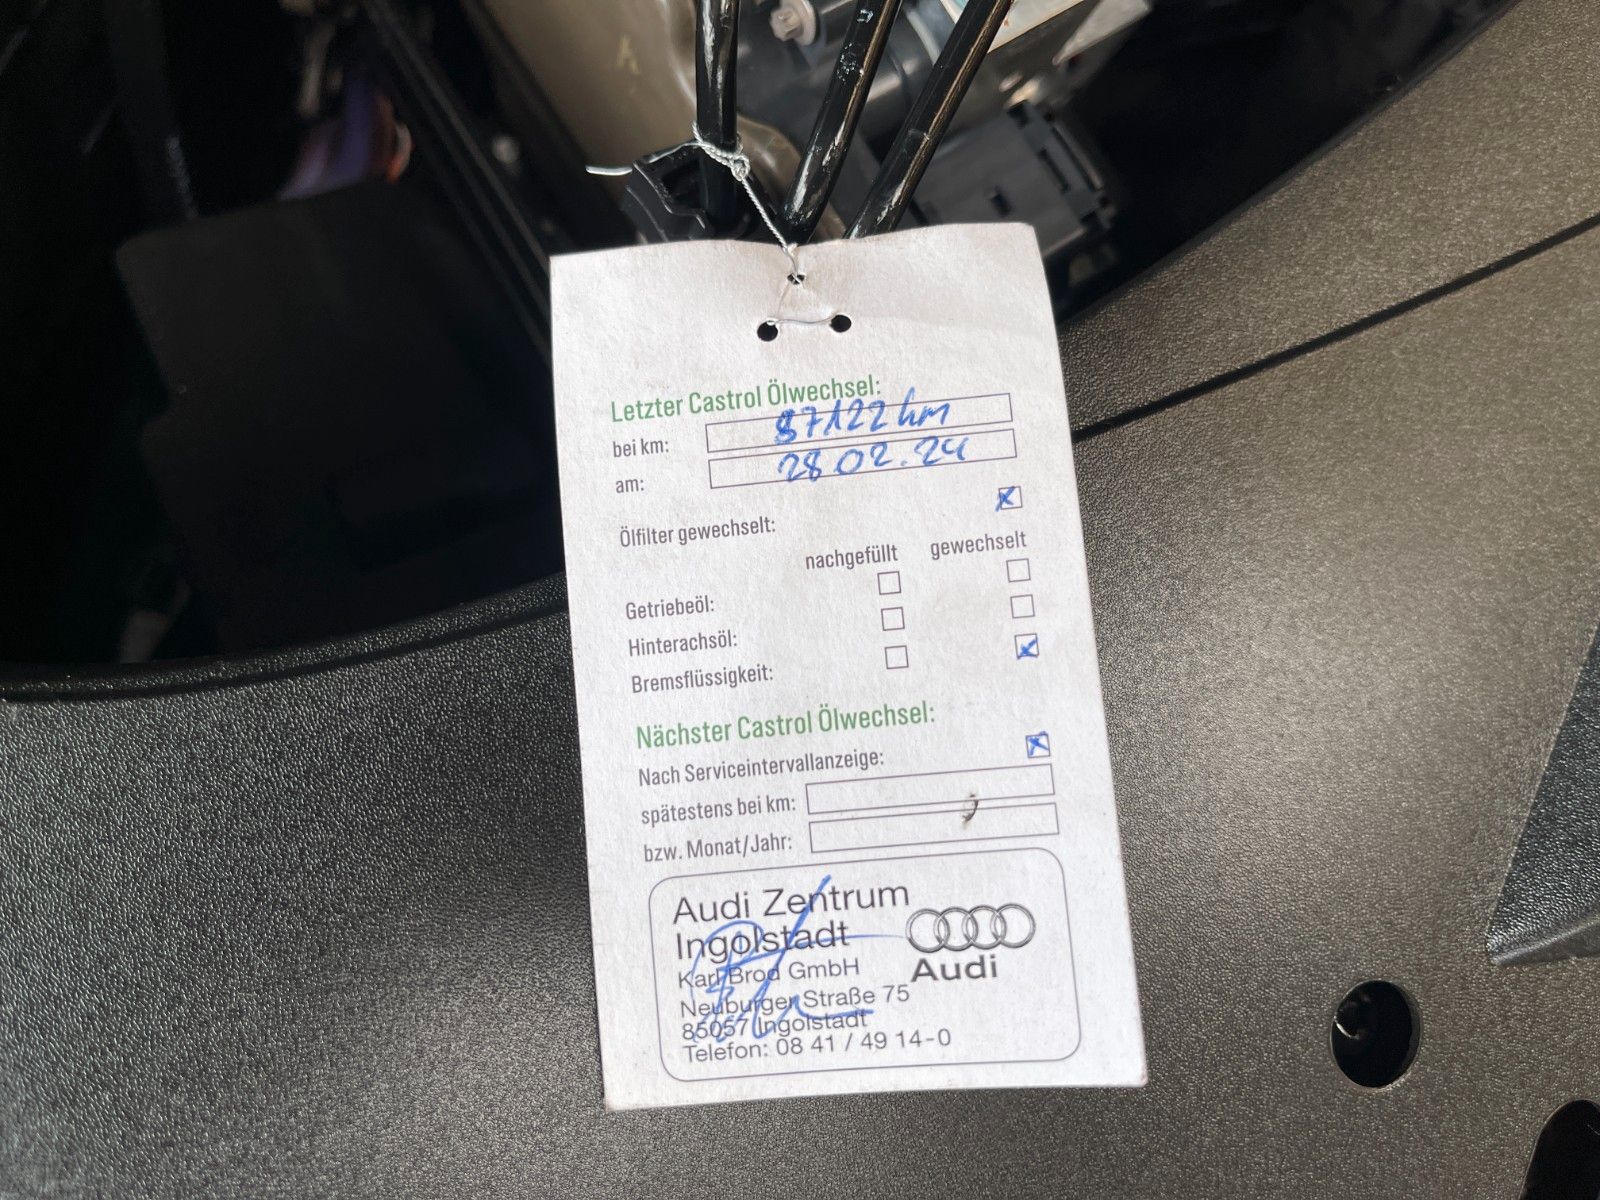 Letzter Castrol Ölwechsel:
bei km: 87122 km
am: 28 02. 24
Ölfilter gewechselt:
nachgefüllt gewechselt
Getriebeöl:
Hinterachsöl:
Bremsflüssigkeit:
Nächster Castrol Ölwechsel:
Nach Serviceintervallanzeige:
spätestens bei km:
bzw. Monat/Jahr:
Audi Zentrum
Ingolstadt
Audi
Karl Brod GmbH
Neuburger Straße 75
85057 Ingolstadt
Telefon: 08 41 / 49 14-0